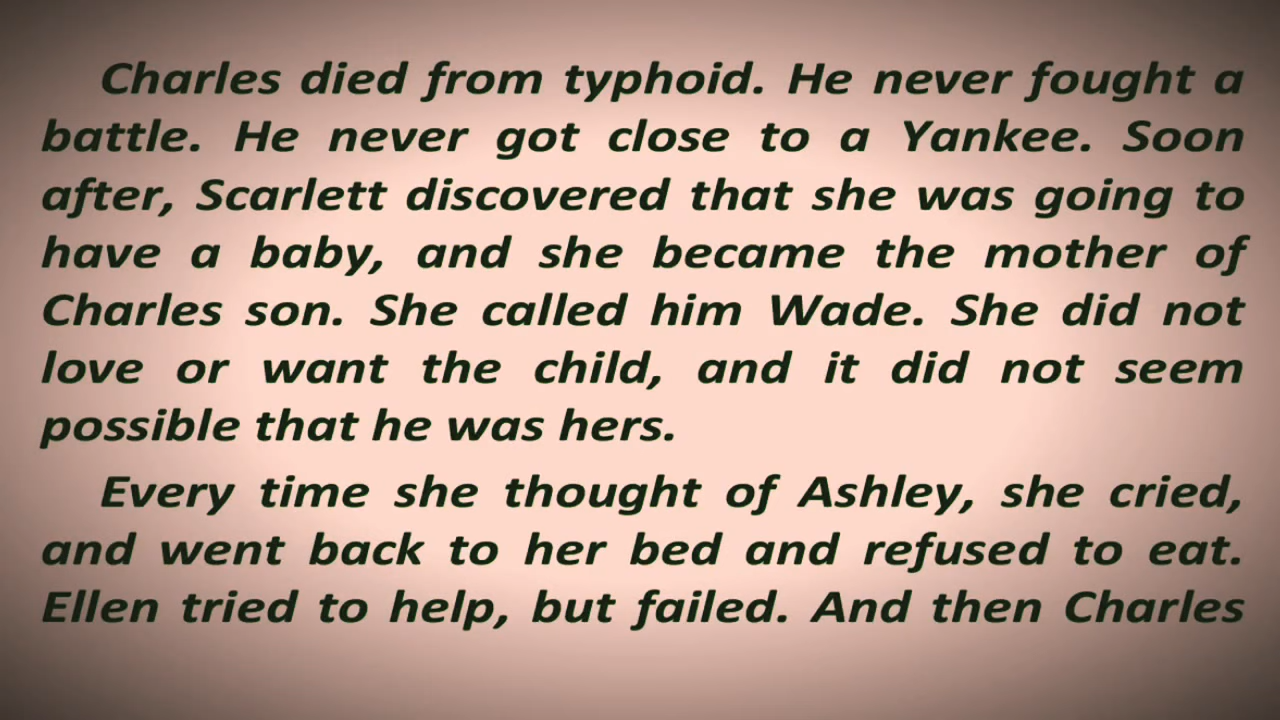 Charles died from typhoid. He never fought a
battle. He never got close to a Yankee. Soon
after, Scarlett discovered that she was going to
have a baby, and she became the mother of
Charles son. She called him Wade. She did not
love or want the child, and it did not seem
possible that he was hers.
Every time she thought of Ashley, she cried,
and went back to her bed and refused to eat.
Ellen tried to help, but failed. And then Charles